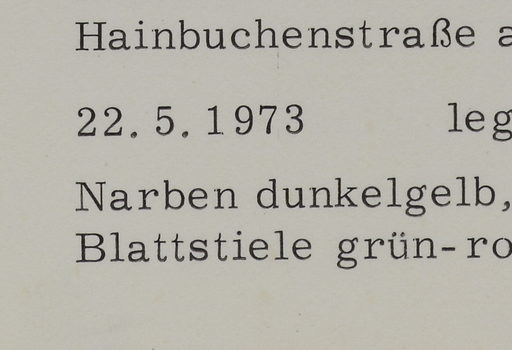 Hainbuchenstraße a
22.5.1973 leg
Narben dunkelgelb,
Blattstiele grün-ro